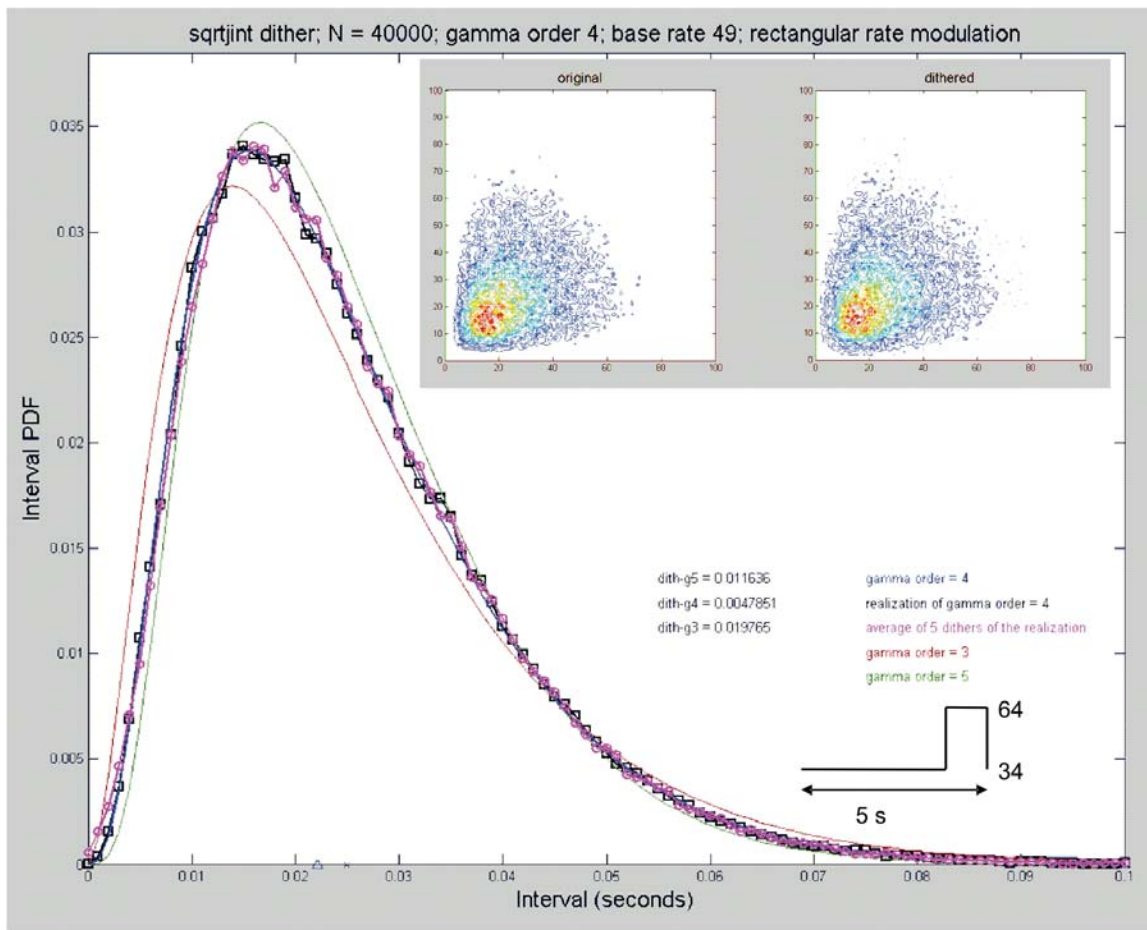 sqrtjint dither; N = 40000; gamma order 4; base rate 49; rectangular rate modulation
original
dithered
100
90
80
70
60
50
40
30
20
10
0
0 20 40 60 80 100
100
90
80
70
60
50
40
30
20
10
0
0 20 40 60 80 100
Interval PDF
0.035
0.03
0.025
0.02
0.015
0.01
0.005
0
dith-g5 = 0.011636
dith-g4 = 0.0047851
dith-g3 = 0.019765
gamma order = 4
realization of gamma order = 4
average of 5 dithers of the realization
gamma order = 3
gamma order = 5
64
34
5 s
0 0.01 0.02 0.03 0.04 0.05 0.06 0.07 0.08 0.09 0.1
Interval (seconds)